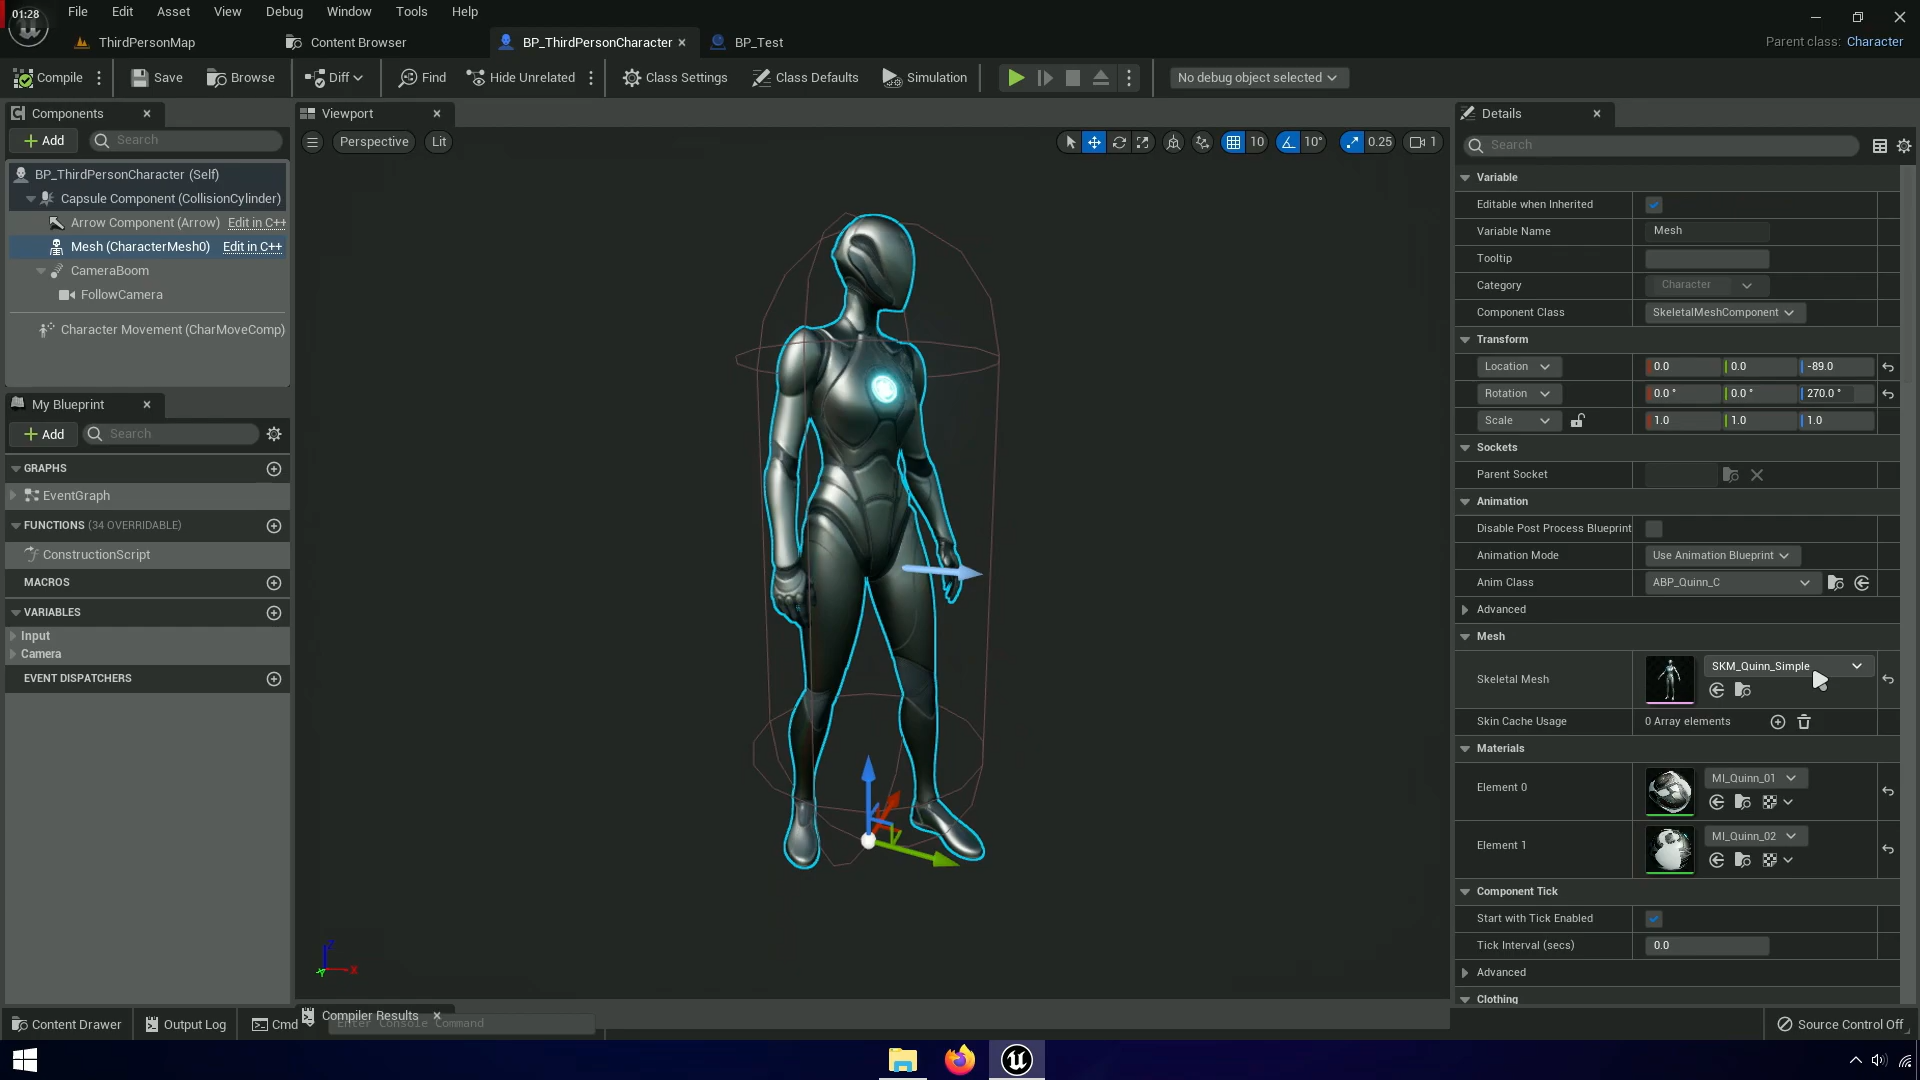 01:28
File Edit Asset View Debug Window Tools Help
ThirdPersonMap Content Browser BP_ThirdPersonCharacter BP_Test
Parent class: Character
Compile Save Browse Diff Find Hide Unrelated Class Settings Class Defaults Simulation No debug object selected
Components
Add Search
BP_ThirdPersonCharacter (Self)
Capsule Component (CollisionCylinder)
Arrow Component (Arrow) Edit in C++
Mesh (CharacterMesh0) Edit in C++
CameraBoom
FollowCamera
Character Movement (CharMoveComp)
My Blueprint
Add Search
GRAPHS
EventGraph
FUNCTIONS (34 OVERRIDABLE)
ConstructionScript
MACROS
VARIABLES
Input
Camera
EVENT DISPATCHERS
Viewport
Perspective Lit
10 10° 0.25 1
Z
X
Y
Compiler Results
Details
Search
Variable
Editable when Inherited
Variable Name Mesh
Tooltip
Category Character
Component Class SkeletalMeshComponent
Transform
Location 0.0 0.0 -89.0
Rotation 0.0 ° 0.0 ° 270.0 °
Scale 1.0 1.0 1.0
Sockets
Parent Socket
Animation
Disable Post Process Blueprint
Animation Mode Use Animation Blueprint
Anim Class ABP_Quinn_C
Advanced
Mesh
Skeletal Mesh SKM_Quinn_Simple
Skin Cache Usage 0 Array elements
Materials
Element 0 MI_Quinn_01
Element 1 MI_Quinn_02
Component Tick
Start with Tick Enabled
Tick Interval (secs) 0.0
Advanced
Clothing
Content Drawer Output Log Cmd Enter Console Command
Source Control Off